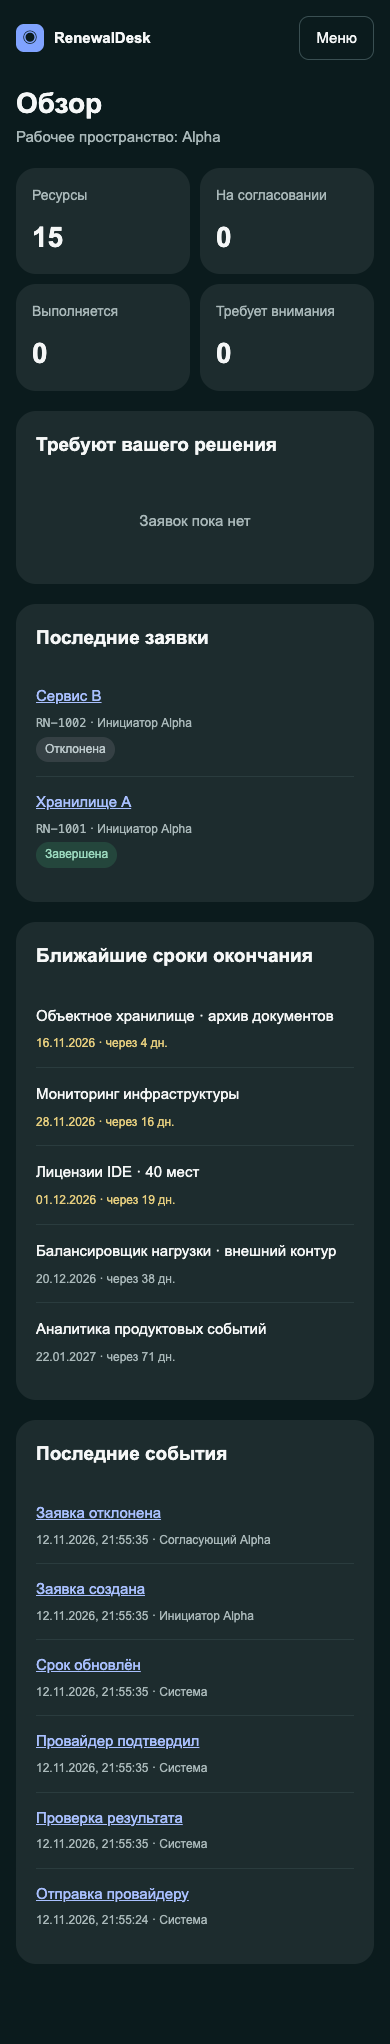 RenewalDesk
Меню
Обзор
Рабочее пространство: Alpha
Ресурсы
15
На согласовании
0
Выполняется
0
Требует внимания
0
Требуют вашего решения
Заявок пока нет
Последние заявки
Сервис B
RN-1002 · Инициатор Alpha
Отклонена
Хранилище A
RN-1001 · Инициатор Alpha
Завершена
Ближайшие сроки окончания
Объектное хранилище · архив документов
16.11.2026 · через 4 дн.
Мониторинг инфраструктуры
28.11.2026 · через 16 дн.
Лицензии IDE · 40 мест
01.12.2026 · через 19 дн.
Балансировщик нагрузки · внешний контур
20.12.2026 · через 38 дн.
Аналитика продуктовых событий
22.01.2027 · через 71 дн.
Последние события
Заявка отклонена
12.11.2026, 21:55:35 · Согласующий Alpha
Заявка создана
12.11.2026, 21:55:35 · Инициатор Alpha
Срок обновлён
12.11.2026, 21:55:35 · Система
Провайдер подтвердил
12.11.2026, 21:55:35 · Система
Проверка результата
12.11.2026, 21:55:35 · Система
Отправка провайдеру
12.11.2026, 21:55:24 · Система